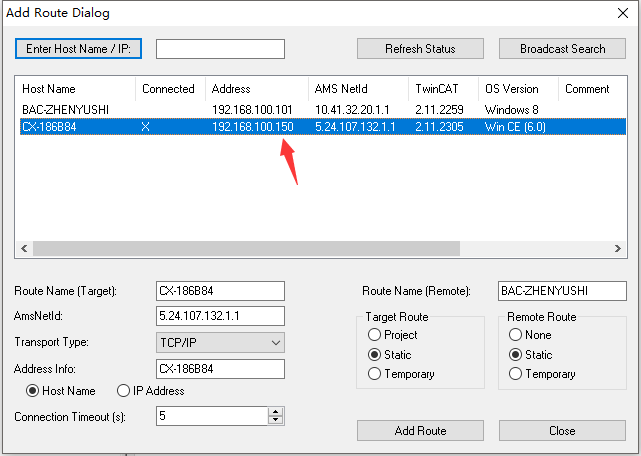 Add Route Dialog
Enter Host Name / IP:
Refresh Status
Broadcast Search
Host Name Connected Address AMS NetId TwinCAT OS Version Comment
BAC-ZHENYUSHI 192.168.100.101 10.41.32.20.1.1 2.11.2259 Windows 8
CX-186B84 X 192.168.100.150 5.24.107.132.1.1 2.11.2305 Win CE (6.0)
Route Name (Target): CX-186B84 Route Name (Remote): BAC-ZHENYUSHI
AmsNetId: 5.24.107.132.1.1
Target Route Remote Route
Project None
Transport Type: TCP/IP
Static Static
Address Info: CX-186B84
Temporary Temporary
Host Name IP Address
Connection Timeout (s): 5
Add Route Close